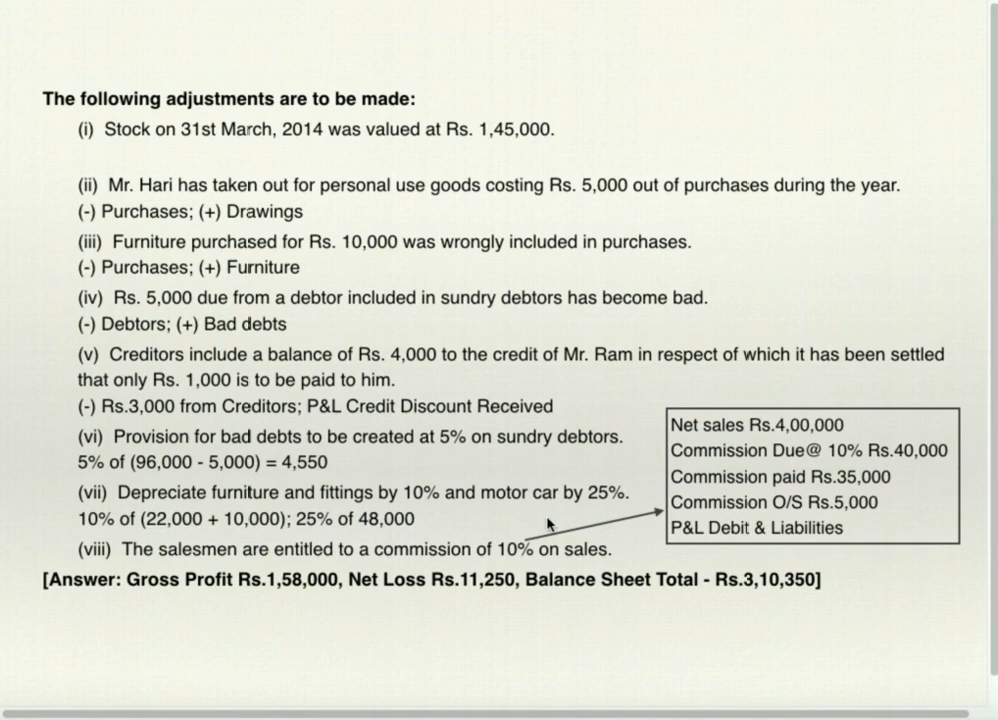 The following adjustments are to be made:
(i) Stock on 31st March, 2014 was valued at Rs. 1,45,000.
(ii) Mr. Hari has taken out for personal use goods costing Rs. 5,000 out of purchases during the year.
(-) Purchases; (+) Drawings
(iii) Furniture purchased for Rs. 10,000 was wrongly included in purchases.
(-) Purchases; (+) Furniture
(iv) Rs. 5,000 due from a debtor included in sundry debtors has become bad.
(-) Debtors; (+) Bad debts
(v) Creditors include a balance of Rs. 4,000 to the credit of Mr. Ram in respect of which it has been settled
that only Rs. 1,000 is to be paid to him.
(-) Rs.3,000 from Creditors; P&L Credit Discount Received
(vi) Provision for bad debts to be created at 5% on sundry debtors.
5% of (96,000 - 5,000) = 4,550
(vii) Depreciate furniture and fittings by 10% and motor car by 25%.
10% of (22,000 + 10,000); 25% of 48,000
(viii) The salesmen are entitled to a commission of 10% on sales.
Net sales Rs.4,00,000
Commission Due@ 10% Rs.40,000
Commission paid Rs.35,000
Commission O/S Rs.5,000
P&L Debit & Liabilities
[Answer: Gross Profit Rs.1,58,000, Net Loss Rs.11,250, Balance Sheet Total - Rs.3,10,350]